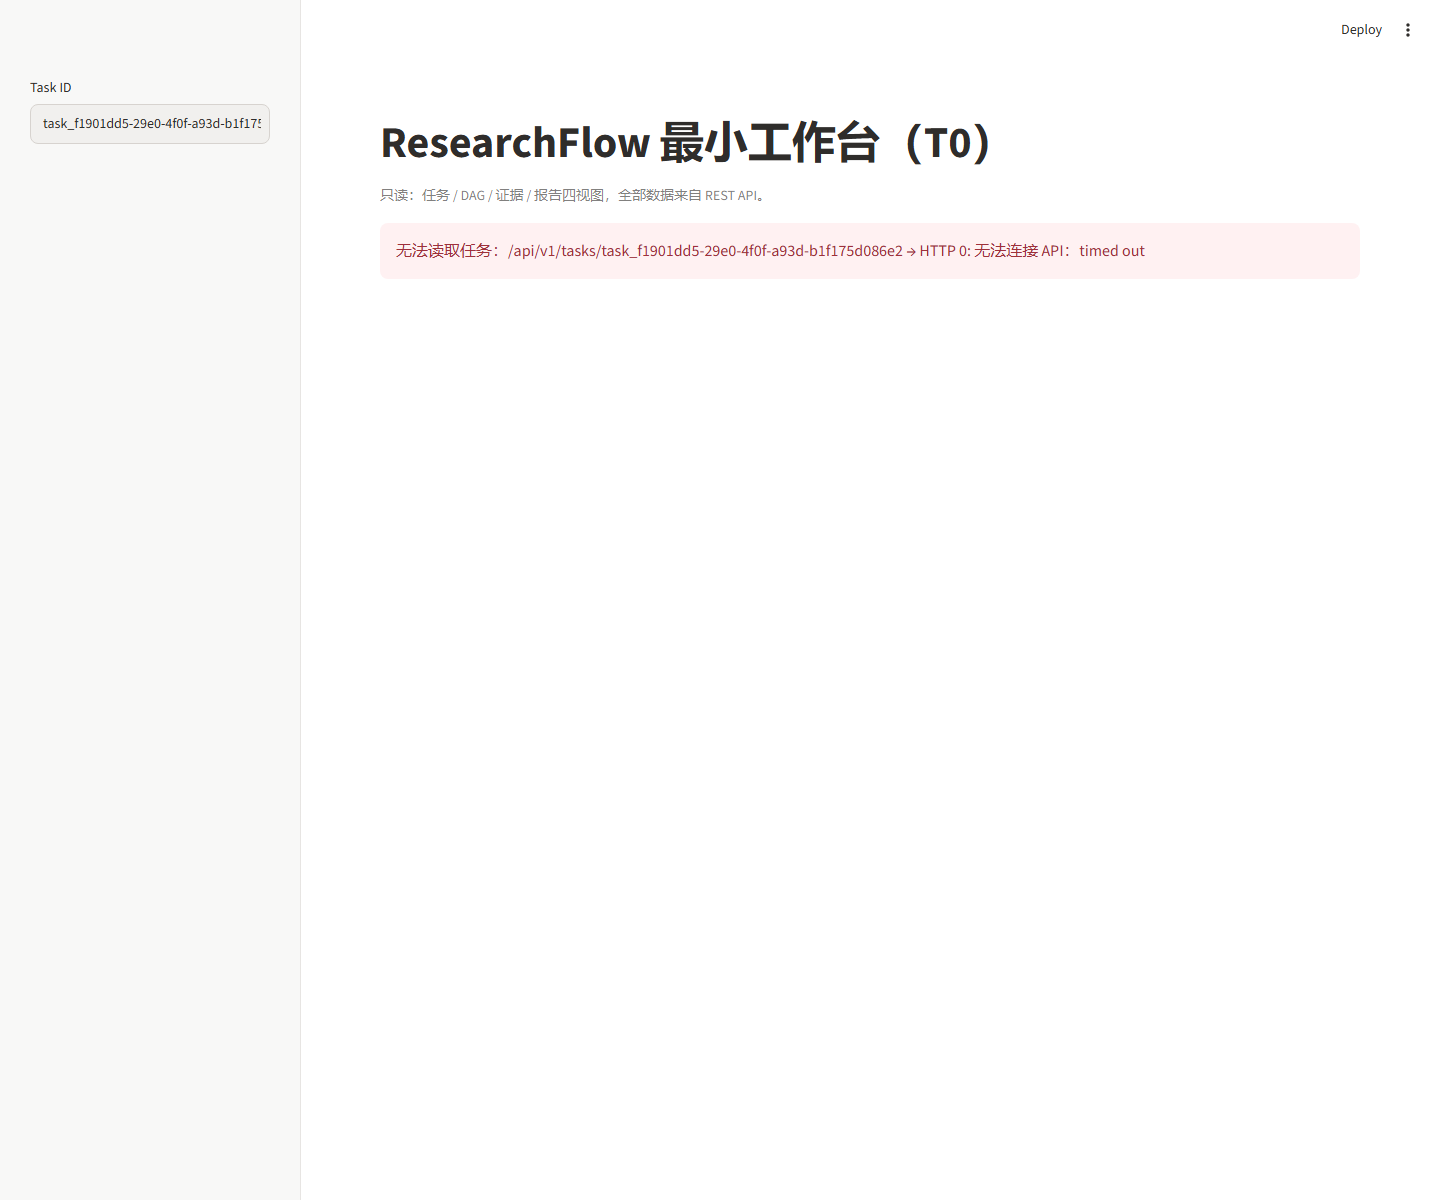 Deploy
Task ID
task_f1901dd5-29e0-4f0f-a93d-b1f175
ResearchFlow 最小工作台（T0）
只读：任务 / DAG / 证据 / 报告四视图，全部数据来自 REST API。
无法读取任务：/api/v1/tasks/task_f1901dd5-29e0-4f0f-a93d-b1f175d086e2 → HTTP 0: 无法连接 API：timed out